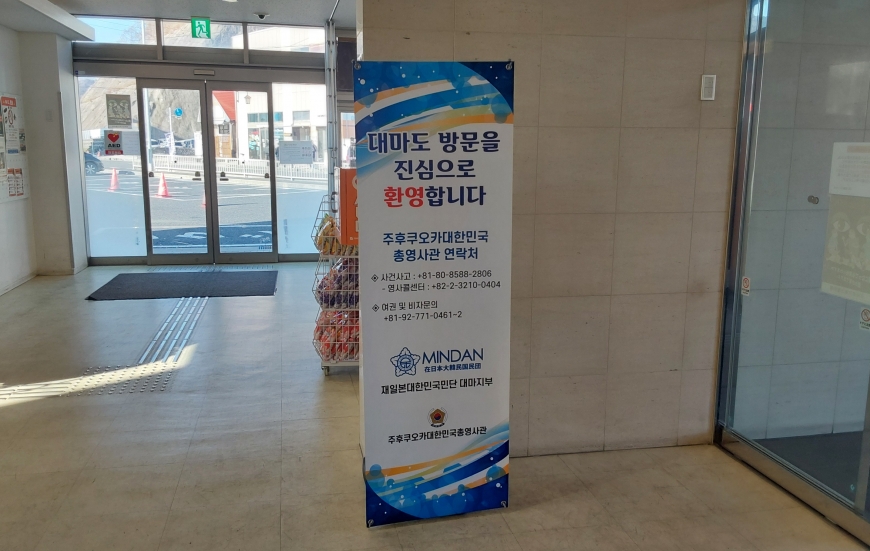 대마도 방문을
진심으로
환영합니다
주후쿠오카대한민국
총영사관 연락처
사건사고 : +81-80-8588-2806
- 영사콜센터 : +82-2-3210-0404
여권 및 비자문의
+81-92-771-0461~2
MINDAN
在日本大韓民国民団
재일본대한민국민단 대마지부
주후쿠오카대한민국총영사관
AED